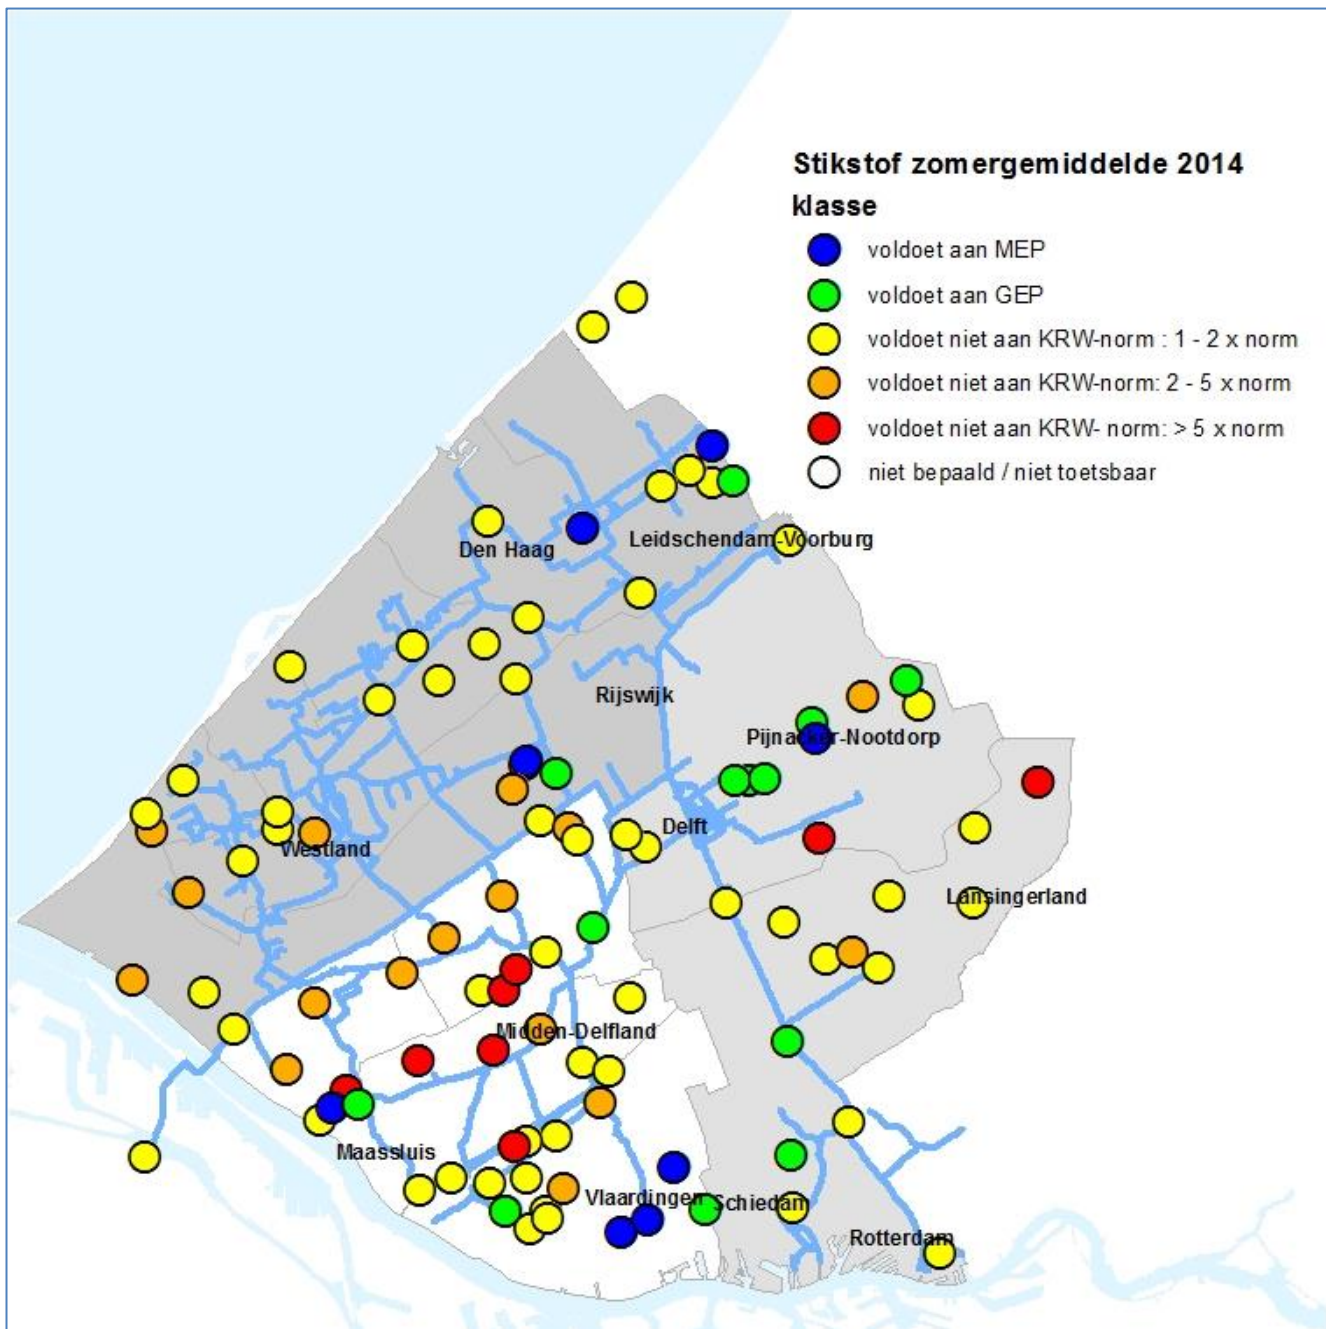 Stikstof zomergemiddelde 2014
klasse
voldoet aan MEP
voldoet aan GEP
voldoet niet aan KRW-norm : 1 - 2 x norm
voldoet niet aan KRW-norm: 2 - 5 x norm
voldoet niet aan KRW- norm: > 5 x norm
niet bepaald / niet toetsbaar
Den Haag
Leidschendam-Voorburg
Rijswijk
Pijnacker-Nootdorp
Delft
Westland
Lansingerland
Midden-Delfland
Maassluis
Vlaardingen
Schiedam
Rotterdam